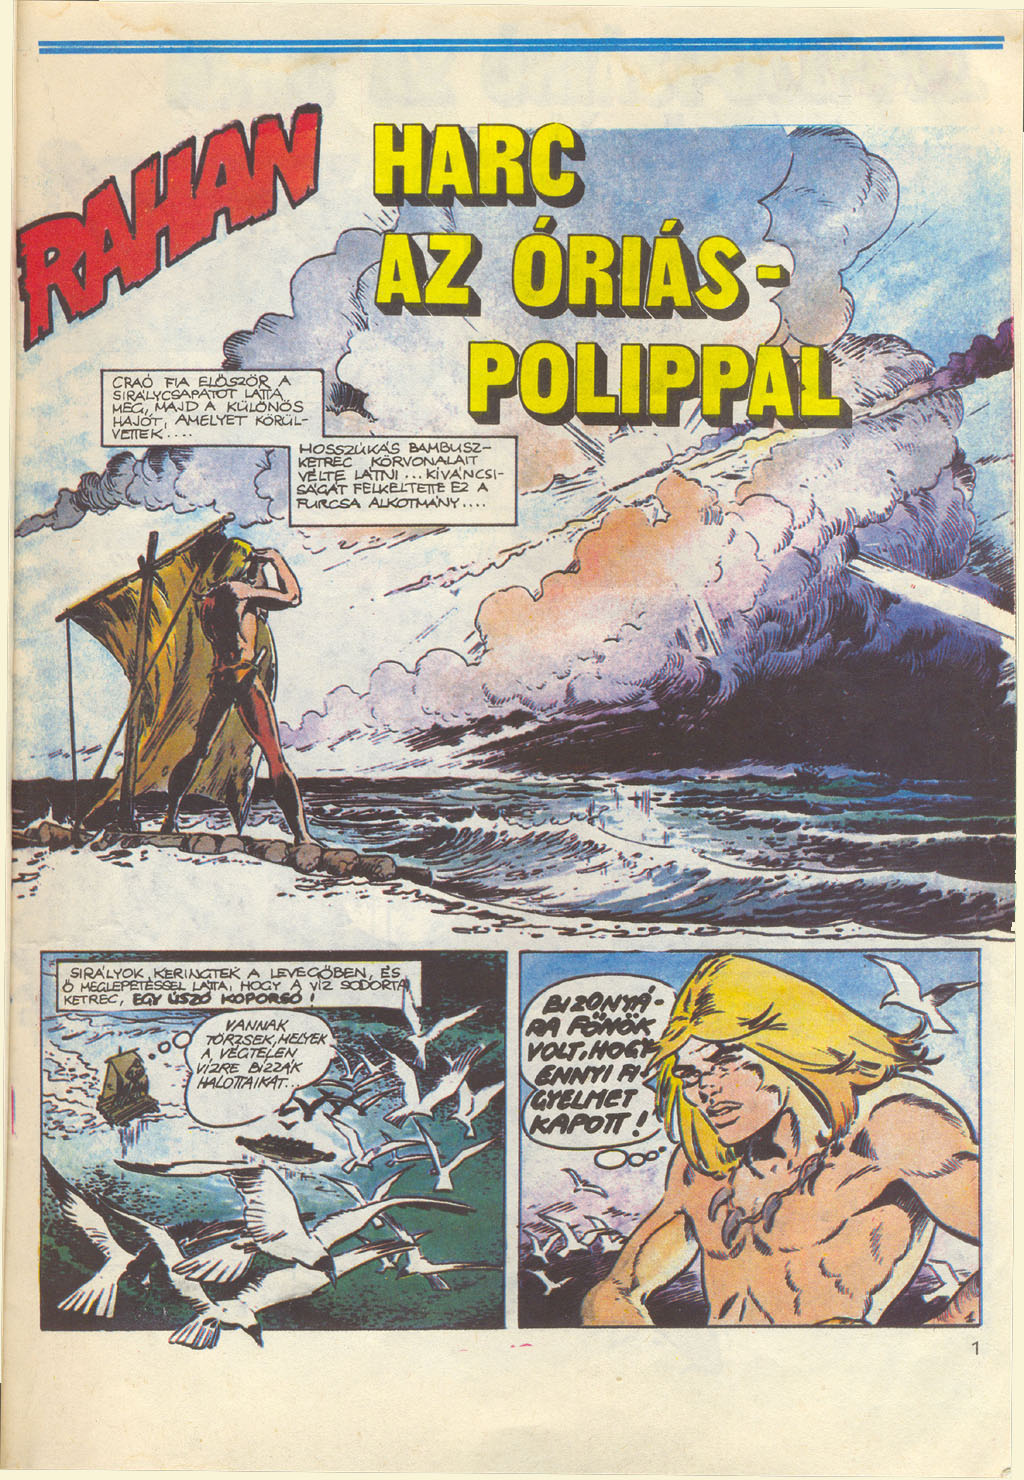 RAHAN
HARC
AZ ÓRIÁS-
POLIPPAL
CRAÓ FIA ELŐSZÖR A
SIRÁLYCSAPATOT LÁTTA
MEG, MAJD A KÜLÖNÖS
HAJÓT, AMELYET KÖRÜL-
VETTEK....
HOSSZÚKÁS BAMBUSZ-
KETREC KÖRVONALAIT
VÉLTE LÁTNI... KÍVÁNCSI-
SÁGÁT FELKELTETTE EZ A
FURCSA ALKOTMÁNY....
SIRÁLYOK KERINGTEK A LEVEGŐBEN, ÉS
Ő MEGLEPETÉSSEL LÁTTA, HOGY A VÍZ SODORTA
KETREC, EGY ÚSZÓ KOPORSÓ!
VANNAK
TÖRZSEK, MELYEK
A VÉGTELEN
VÍZRE BÍZZÁK
HALOTTAIKAT...
BIZONYÁ-
RA FŐNÖK
VOLT, HOGY
ENNYI FI-
GYELMET
KAPOTT!
1